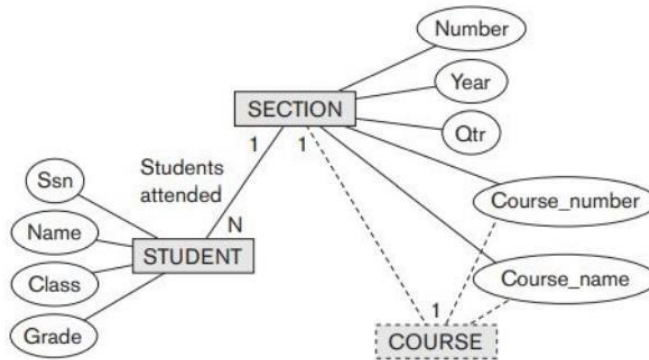 Number
Year
SECTION
Qtr
1
1
Students
attended
Ssn
Course_number
Name
N
STUDENT
Course_name
Class
Grade
1
COURSE